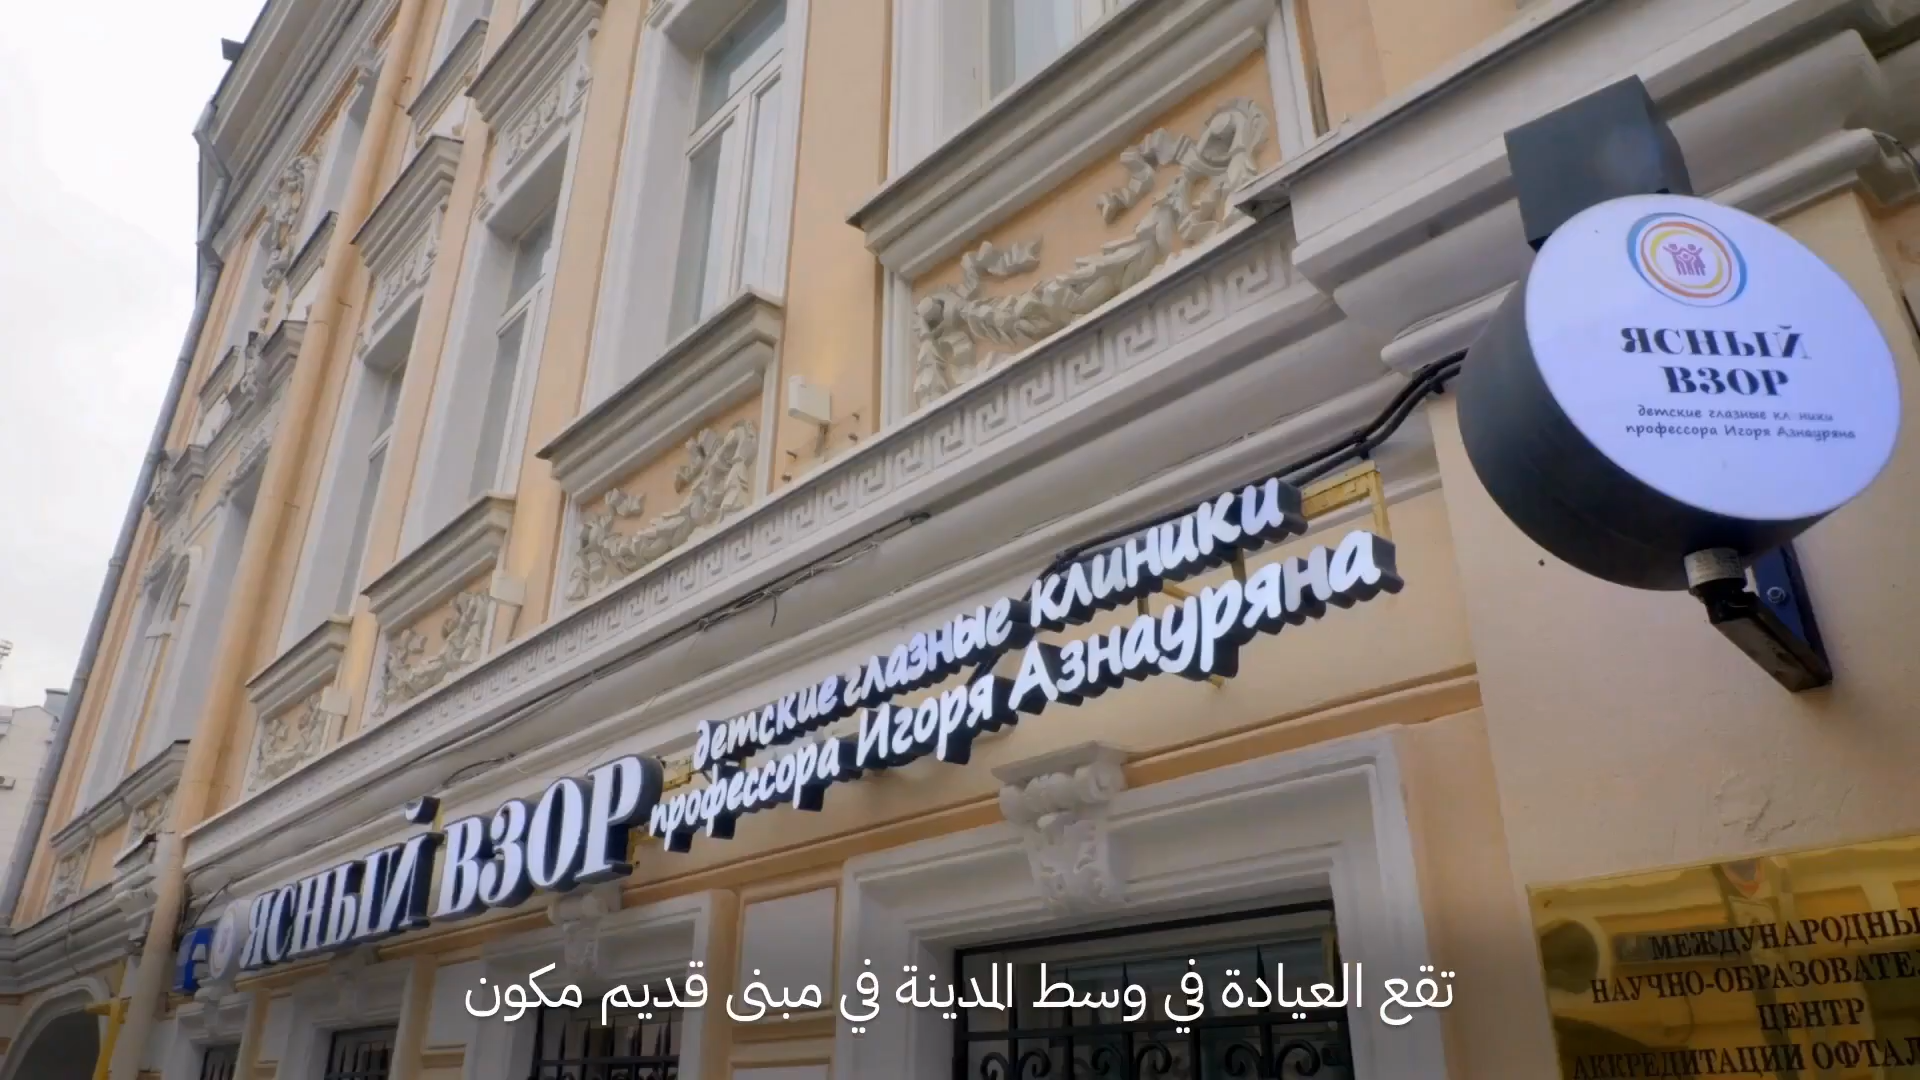 ЯСНЫЙ
ВЗОР
детские глазные клиники
профессора Игоря Азнауряна
детские глазные клиники
профессора Игоря Азнауряна
ЯСНЫЙ ВЗОР
МЕЖДУНАРОДНЫ
НАУЧНО-ОБРАЗОВАТЕ
ЦЕНТР
АККРЕДИТАЦИИ ОФТАЛ
تقع العيادة في وسط المدينة في مبنى قديم مكون